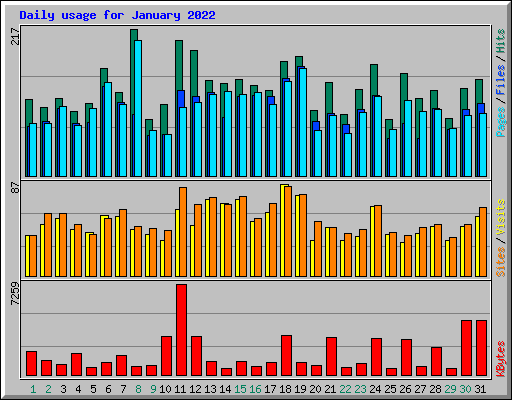 Daily usage for January 2022
217
Pages / Files / Hits
87
Sites / Visits
7259
KBytes
1 2 3 4 5 6 7 8 9 10 11 12 13 14 15 16 17 18 19 20 21 22 23 24 25 26 27 28 29 30 31